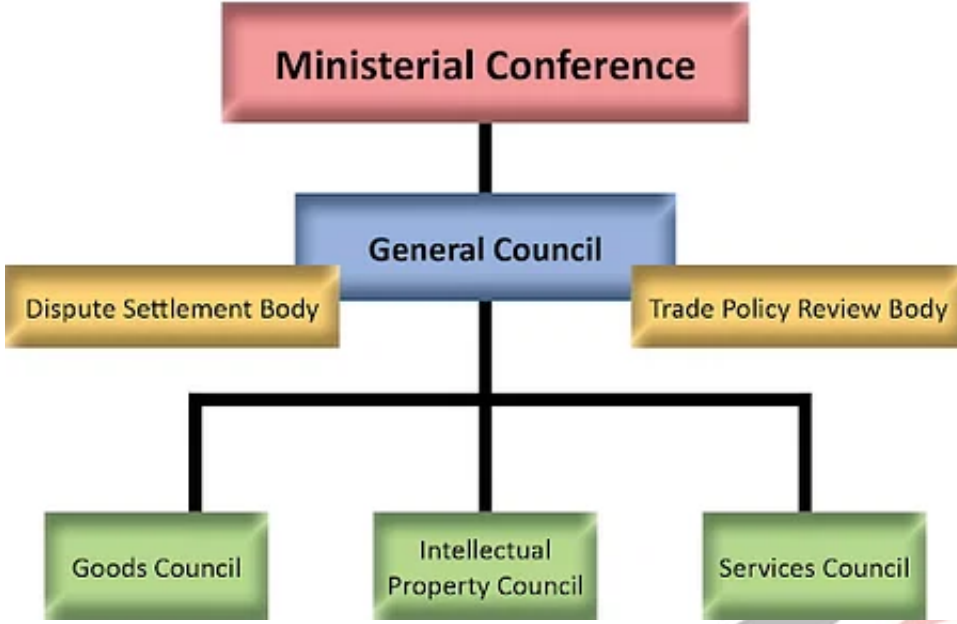 Ministerial Conference
General Council
Dispute Settlement Body
Trade Policy Review Body
Goods Council
Intellectual
Property Council
Services Council